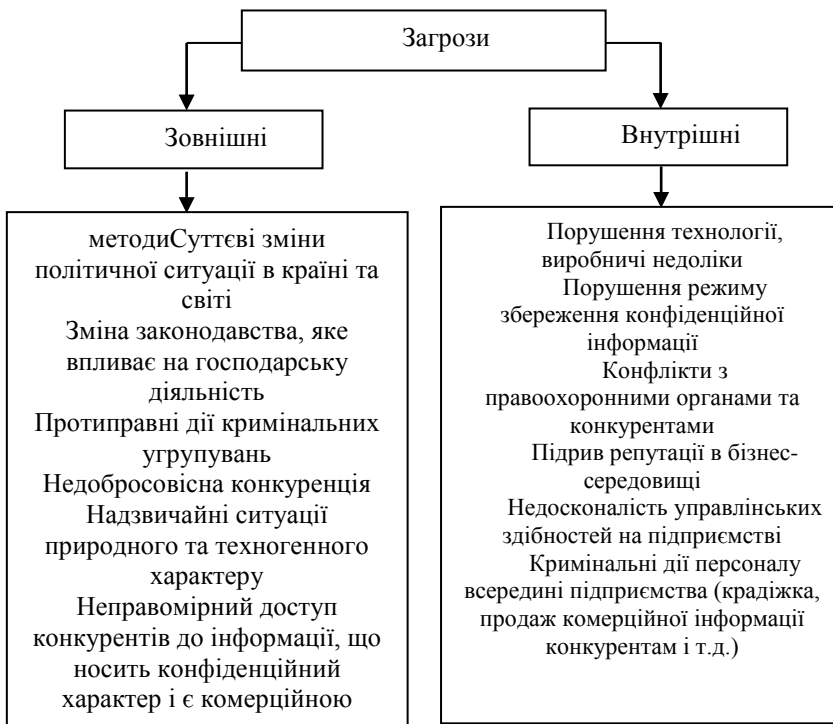 Загрози
Зовнішні
Внутрішні
методиСуттєві зміни
політичної ситуації в країні та
світі
Зміна законодавства, яке
впливає на господарську
діяльність
Протиправні дії кримінальних
угрупувань
Недобросовісна конкуренція
Надзвичайні ситуації
природного та техногенного
характеру
Неправомірний доступ
конкурентів до інформації, що
носить конфіденційний
характер і є комерційною
Порушення технології,
виробничі недоліки
Порушення режиму
збереження конфіденційної
інформації
Конфлікти з
правоохоронними органами та
конкурентами
Підрив репутації в бізнес-
середовищі
Недосконалість управлінських
здібностей на підприємстві
Кримінальні дії персоналу
всередині підприємства (крадіжка,
продаж комерційної інформації
конкурентам і т.д.)